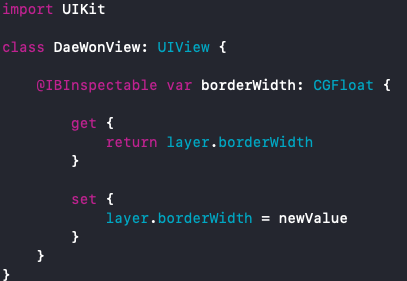 import UIKit
class DaeWonView: UIView {
@IBInspectable var borderWidth: CGFloat {
get {
return layer.borderWidth
}
set {
layer.borderWidth = newValue
}
}
}